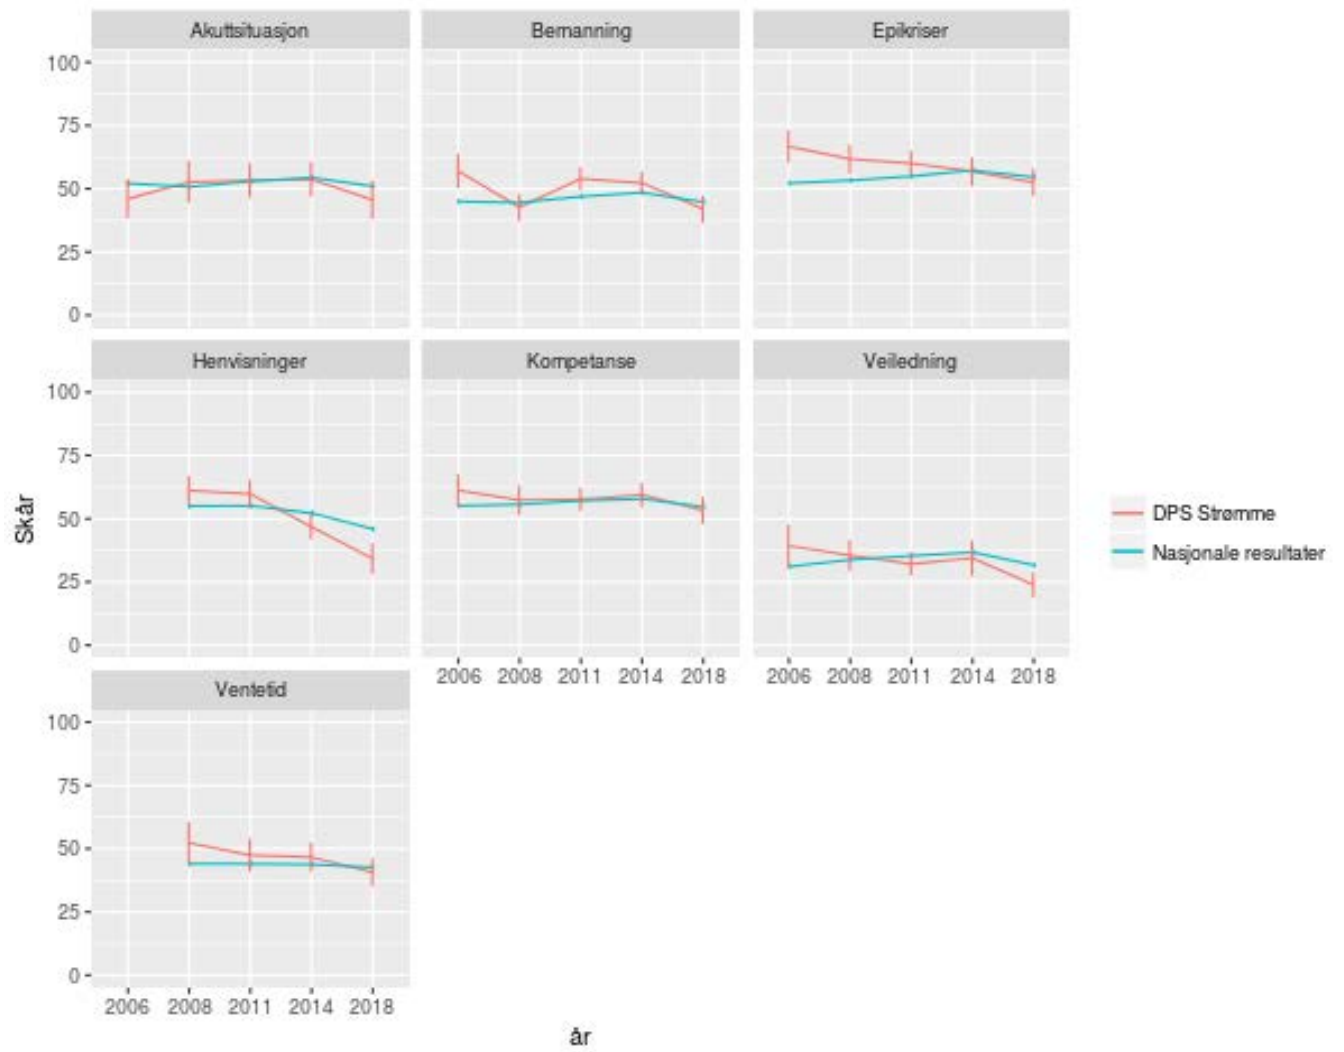 Akuttsituasjon
Bemanning
Epikriser
100
75
50
25
0
Henvisninger
Kompetanse
Veiledning
100
75
50
25
0
2006 2008 2011 2014 2018
2006 2008 2011 2014 2018
Ventetid
100
75
50
25
0
2006 2008 2011 2014 2018
Skår
år
DPS Strømme
Nasjonale resultater